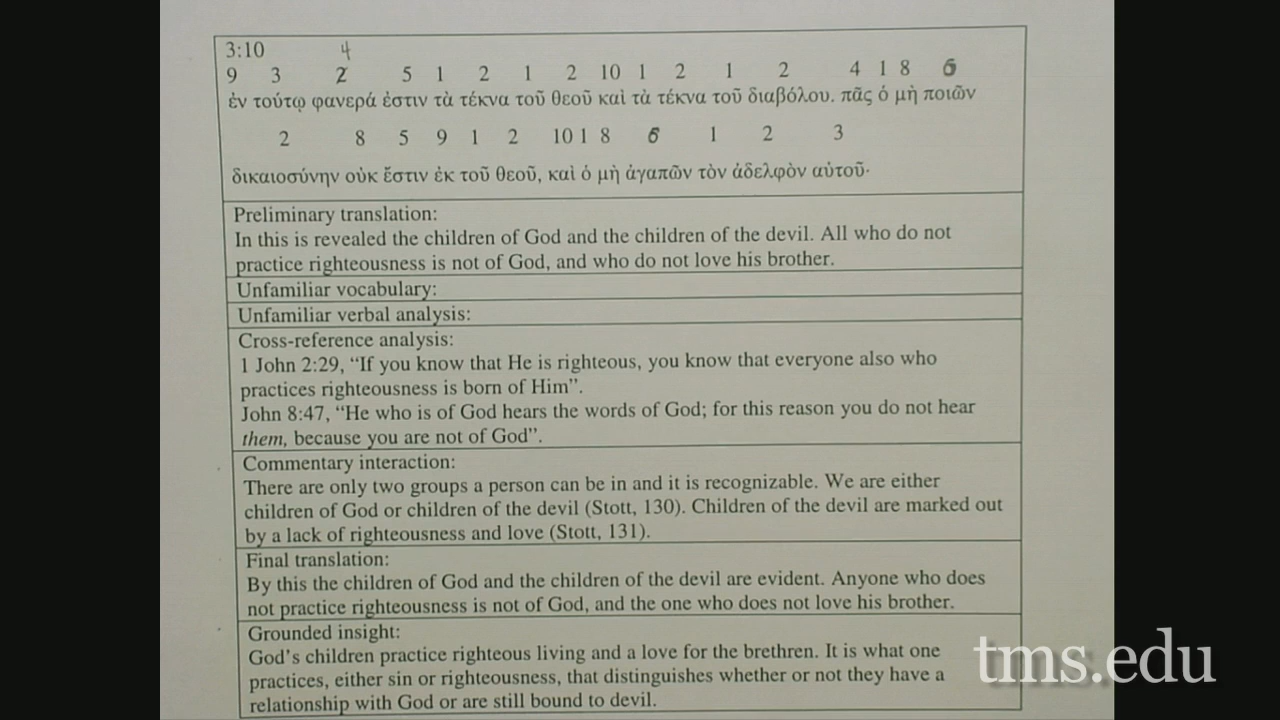 3:10
4
9 3 2 5 1 2 1 2 10 1 2 1 2 4 1 8 6
ἐν τούτῳ φανερά ἐστιν τὰ τέκνα τοῦ θεοῦ καὶ τὰ τέκνα τοῦ διαβόλου. πᾶς ὁ μὴ ποιῶν
2 8 5 9 1 2 10 1 8 6 1 2 3
δικαιοσύνην οὐκ ἔστιν ἐκ τοῦ θεοῦ, καὶ ὁ μὴ ἀγαπῶν τὸν ἀδελφὸν αὐτοῦ·
Preliminary translation:
In this is revealed the children of God and the children of the devil. All who do not
practice righteousness is not of God, and who do not love his brother.
Unfamiliar vocabulary:
Unfamiliar verbal analysis:
Cross-reference analysis:
1 John 2:29, “If you know that He is righteous, you know that everyone also who
practices righteousness is born of Him”.
John 8:47, “He who is of God hears the words of God; for this reason you do not hear
them, because you are not of God”.
Commentary interaction:
There are only two groups a person can be in and it is recognizable. We are either
children of God or children of the devil (Stott, 130). Children of the devil are marked out
by a lack of righteousness and love (Stott, 131).
Final translation:
By this the children of God and the children of the devil are evident. Anyone who does
not practice righteousness is not of God, and the one who does not love his brother.
Grounded insight:
God’s children practice righteous living and a love for the brethren. It is what one
practices, either sin or righteousness, that distinguishes whether or not they have a
relationship with God or are still bound to devil.
tms.edu